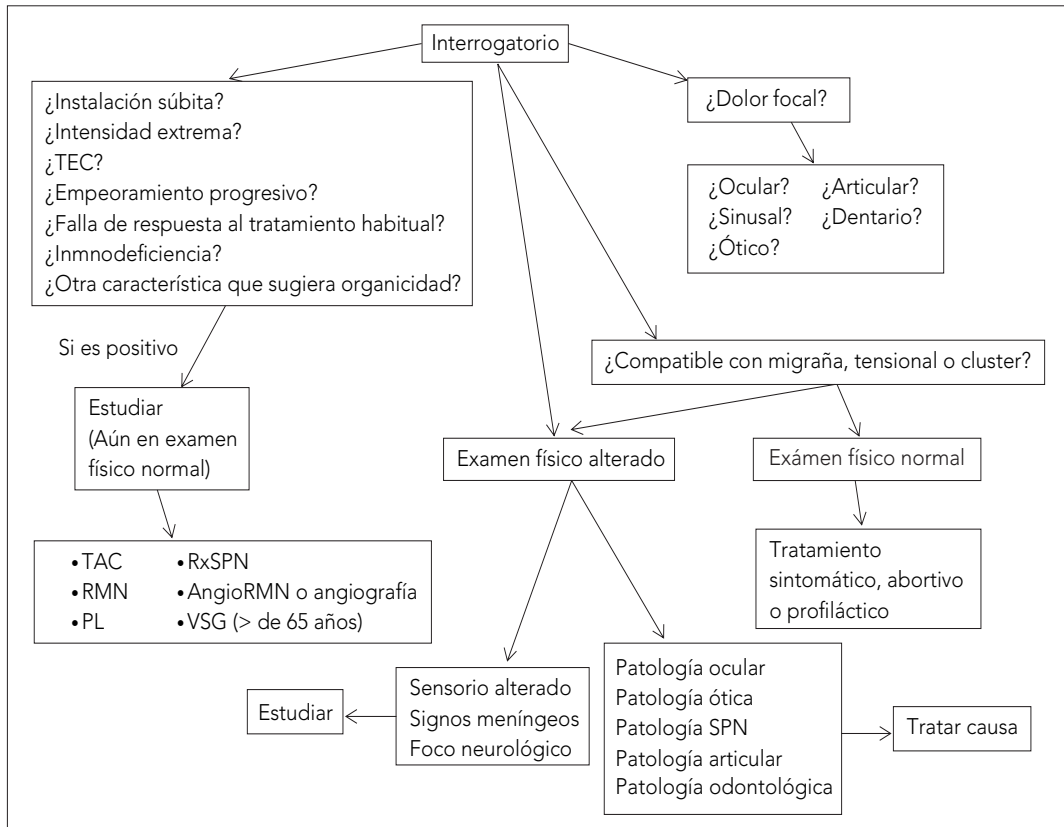 Interrogatorio
¿Instalación súbita?
¿Intensidad extrema?
¿TEC?
¿Empeoramiento progresivo?
¿Falla de respuesta al tratamiento habitual?
¿Inmnodeficiencia?
¿Otra característica que sugiera organicidad?
¿Dolor focal?
¿Ocular? ¿Articular?
¿Sinusal? ¿Dentario?
¿Ótico?
Si es positivo
¿Compatible con migraña, tensional o cluster?
Estudiar
(Aún en examen
físico normal)
Examen físico alterado
Exámen físico normal
• TAC • RxSPN
• RMN • AngioRMN o angiografía
• PL • VSG (> de 65 años)
Tratamiento
sintomático, abortivo
o profiláctico
Estudiar
Sensorio alterado
Signos meníngeos
Foco neurológico
Patología ocular
Patología ótica
Patología SPN
Patología articular
Patología odontológica
Tratar causa